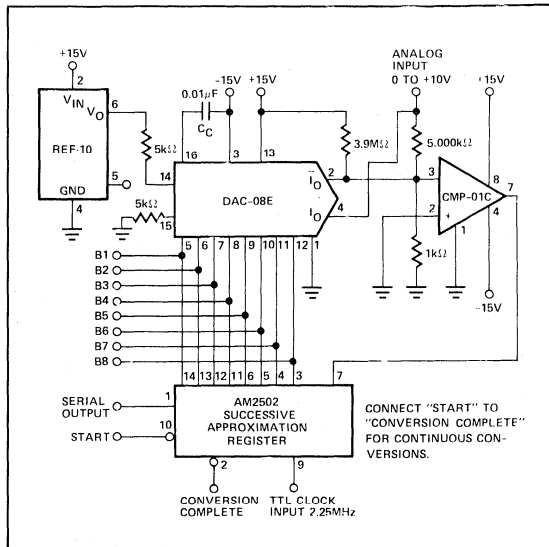 +15V
2
V_IN
V_O
6
REF-10
5
GND
4
5kΩ
5kΩ
0.01µF
C_C
-15V
+15V
16
3
13
14
15
DAC-08E
I_O
I_O
2
4
3.9MΩ
ANALOG
INPUT
0 TO +10V
5.000kΩ
1kΩ
+15V
3
2
+
CMP-01C
8
7
1
4
-15V
5 6 7 8 9 10 11 12 1
B1
B2
B3
B4
B5
B6
B7
B8
14 13 12 11 6 5 4 3 7
SERIAL
OUTPUT
1
START
10
AM2502
SUCCESSIVE
APPROXIMATION
REGISTER
2
9
CONVERSION
COMPLETE
TTL CLOCK
INPUT 2.25MHz
CONNECT "START" TO
"CONVERSION COMPLETE"
FOR CONTINUOUS CON-
VERSIONS.